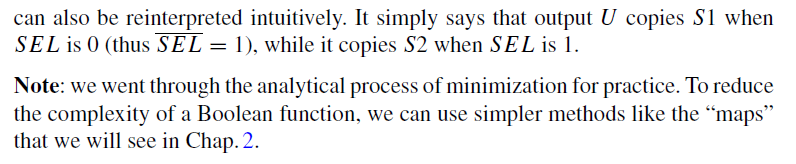 can also be reinterpreted intuitively. It simply says that output U copies S1 when
SEL is 0 (thus S̅E̅L̅ = 1), while it copies S2 when SEL is 1.
Note: we went through the analytical process of minimization for practice. To reduce
the complexity of a Boolean function, we can use simpler methods like the “maps”
that we will see in Chap. 2.